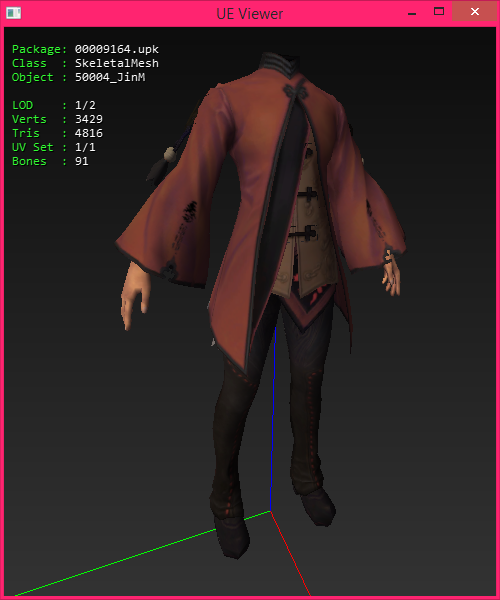 UE Viewer
Package: 00009164.upk
Class  : SkeletalMesh
Object : 50004_JinM
LOD    : 1/2
Verts  : 3429
Tris   : 4816
UV Set : 1/1
Bones  : 91